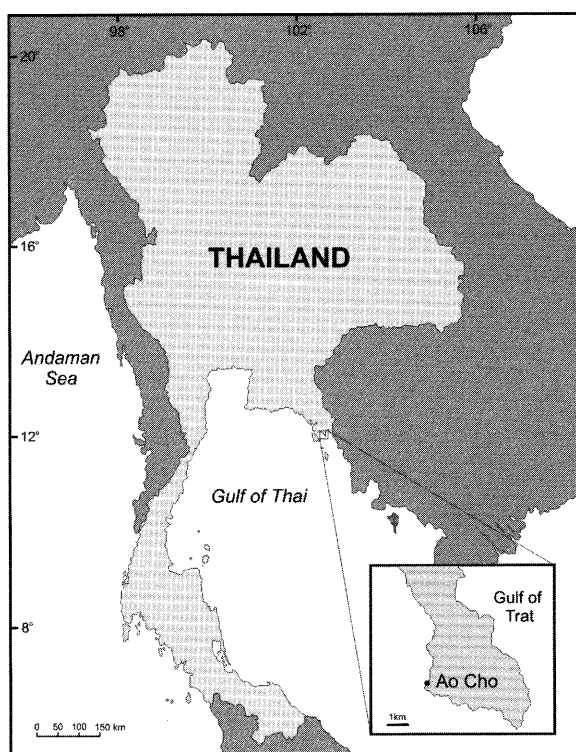 98°
102°
106°
20°
16°
12°
8°
THAILAND
Andaman
Sea
Gulf of Thai
Gulf of
Trat
Ao Cho
1km
0 50 100 150 km